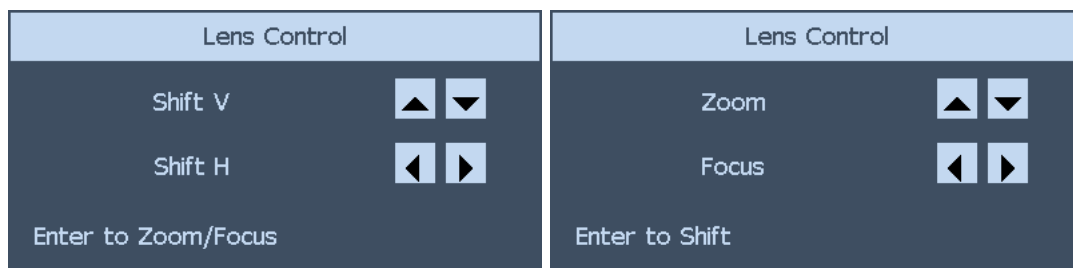 Lens Control
Shift V
Shift H
Enter to Zoom/Focus
Lens Control
Zoom
Focus
Enter to Shift